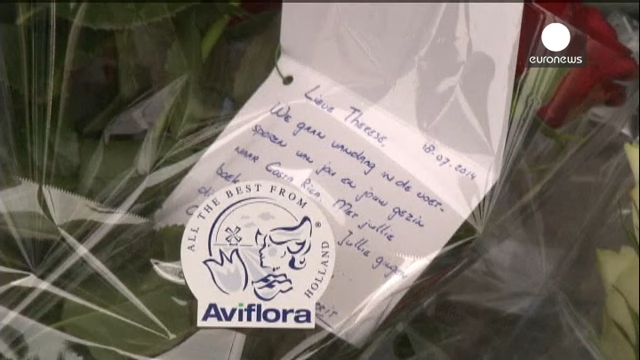 euronews
Lieve Therese,
18.07.2014
We gaan vandaag in de voet-
sporen van jou en jouw gezin
naar Costa Rica. Met jullie
boek
Jullie
ALL THE BEST FROM HOLLAND
®
Aviflora